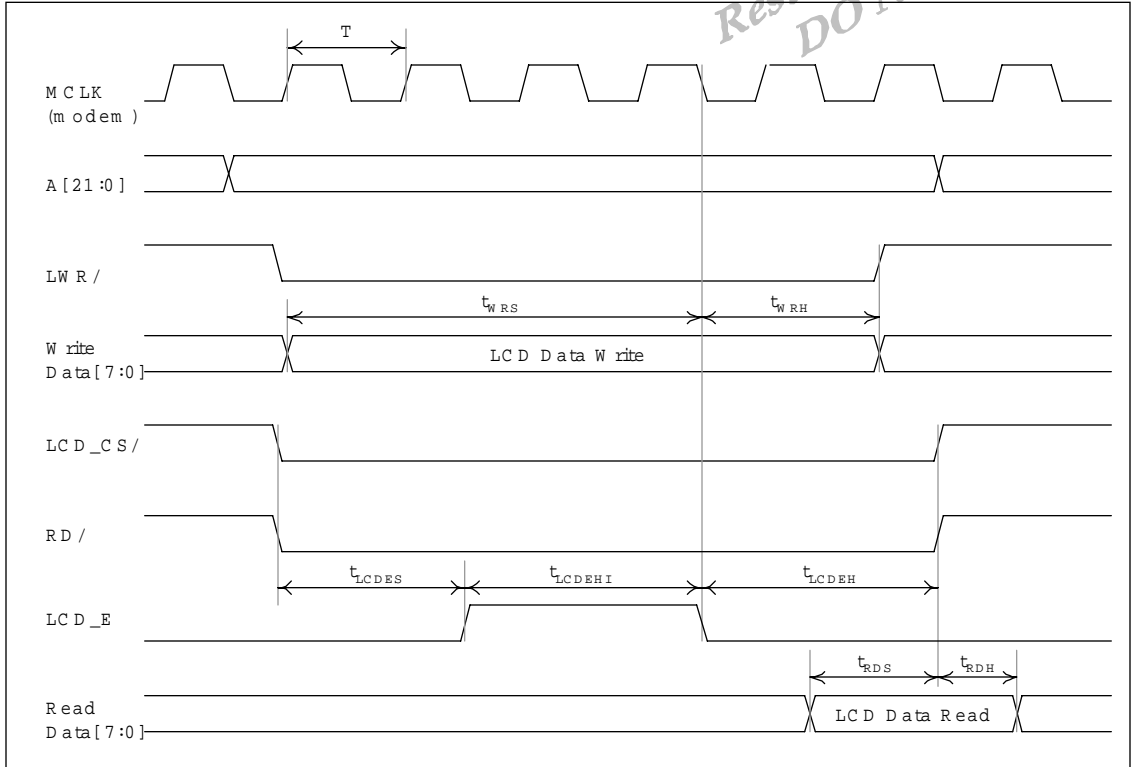 DO
T
MCLK
(modem)
A[21:0]
LWR/
tWRS
tWRH
Write
Data[7:0]
LCD Data Write
LCD_CS/
RD/
tLCDES
tLCDEHI
tLCDEH
LCD_E
tRDS
tRDH
Read
Data[7:0]
LCD Data Read